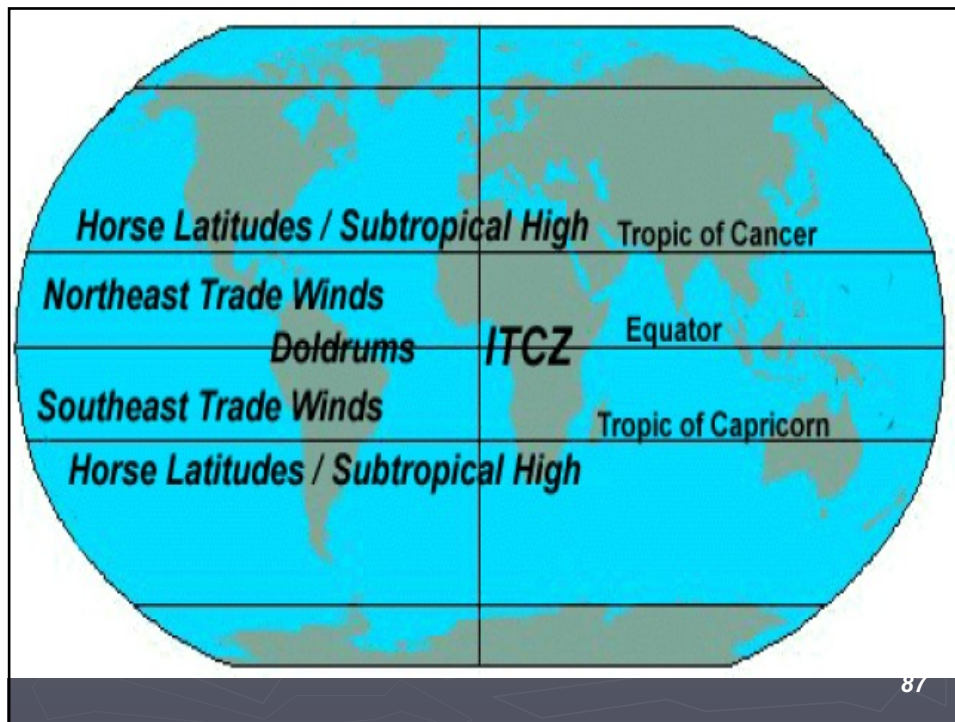 Horse Latitudes / Subtropical High
Tropic of Cancer
Northeast Trade Winds
Doldrums
ITCZ
Equator
Southeast Trade Winds
Tropic of Capricorn
Horse Latitudes / Subtropical High
87